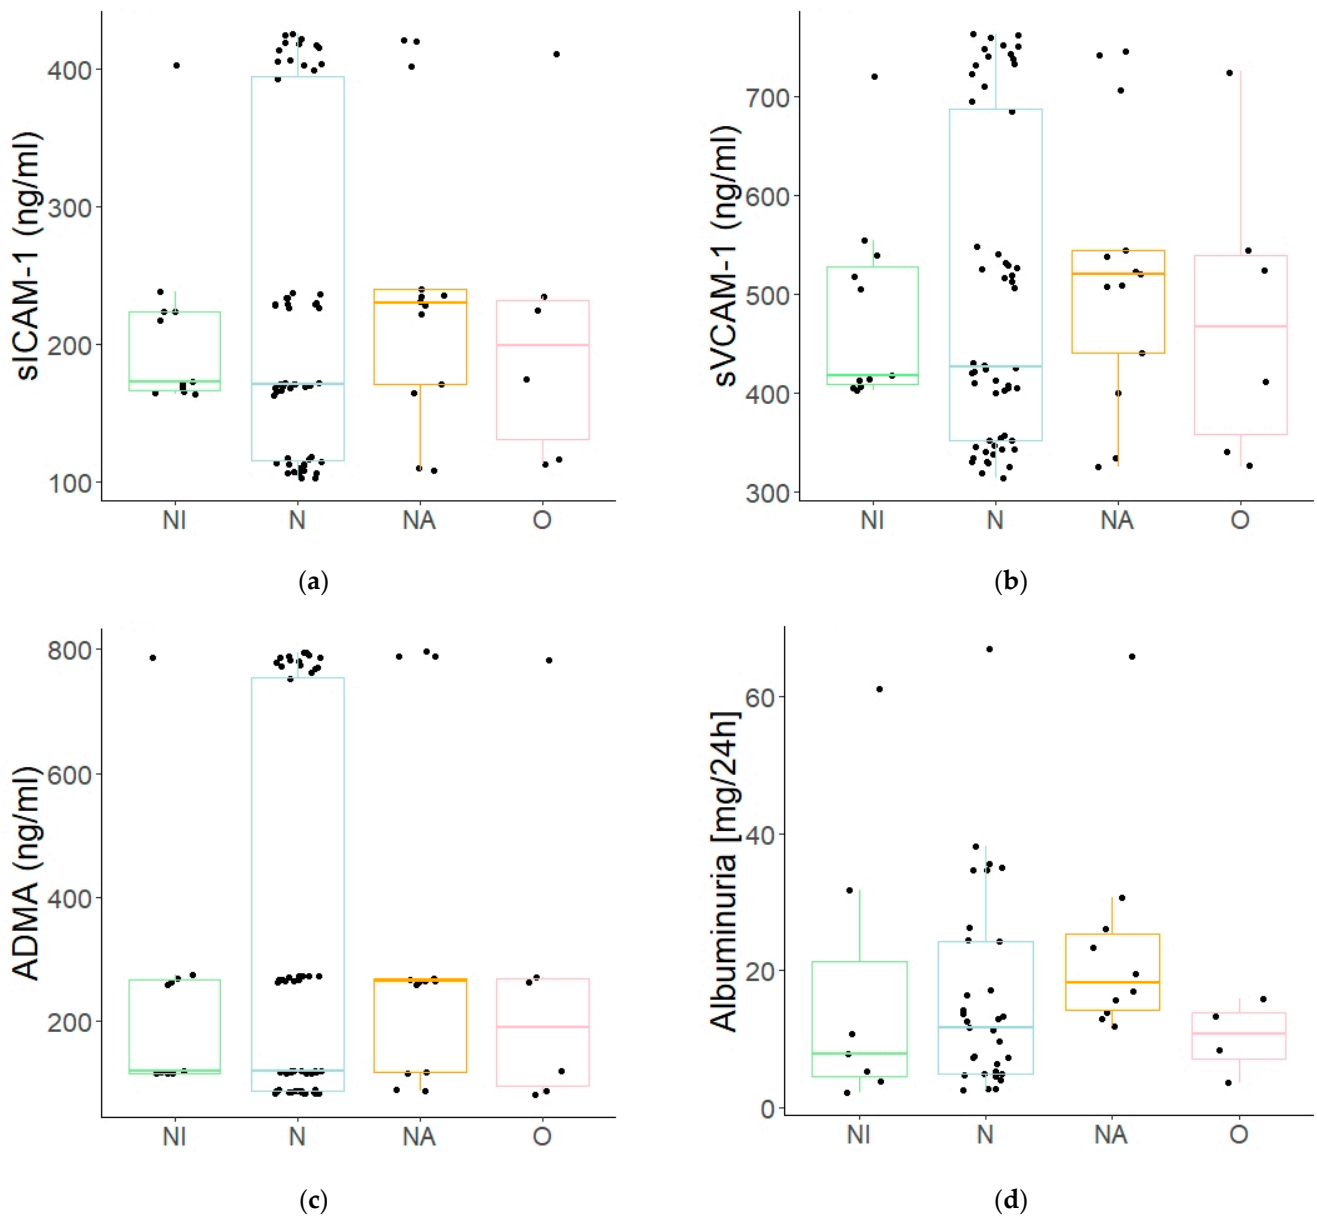 sICAM-1 (ng/ml)
400
300
200
100
NI N NA O
(a)
sVCAM-1 (ng/ml)
700
600
500
400
300
NI N NA O
(b)
ADMA (ng/ml)
800
600
400
200
NI N NA O
(c)
Albuminuria [mg/24h]
60
40
20
0
NI N NA O
(d)